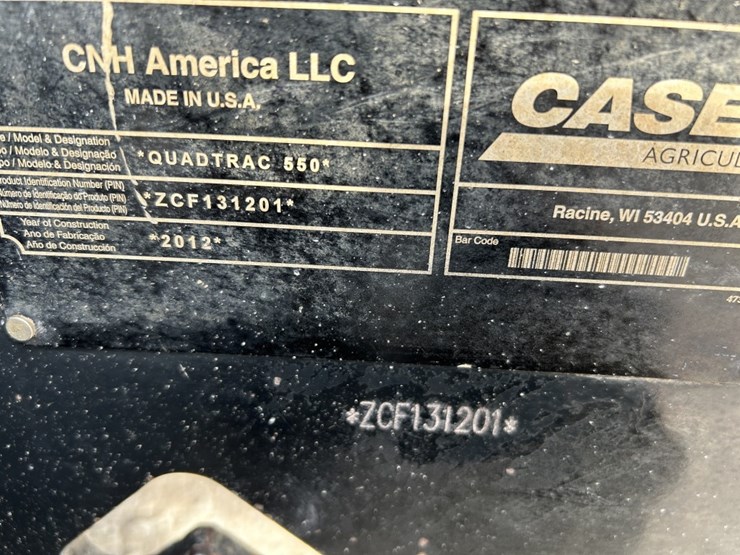 CNH America LLC
MADE IN U.S.A.
/ Model & Designation
/ Modelo & Designação
/ Modelo & Designación
*QUADTRAC 550*
Product Identification Number (PIN)
Número de Identificação do Produto (PIN)
Número de Identificación del Producto (PIN)
*ZCF131201*
Year of Construction
Ano de Fabricação
Año de Construcción
*2012*
CASE
AGRICUL
Racine, WI 53404 U.S.A
Bar Code
473
*ZCF131201*